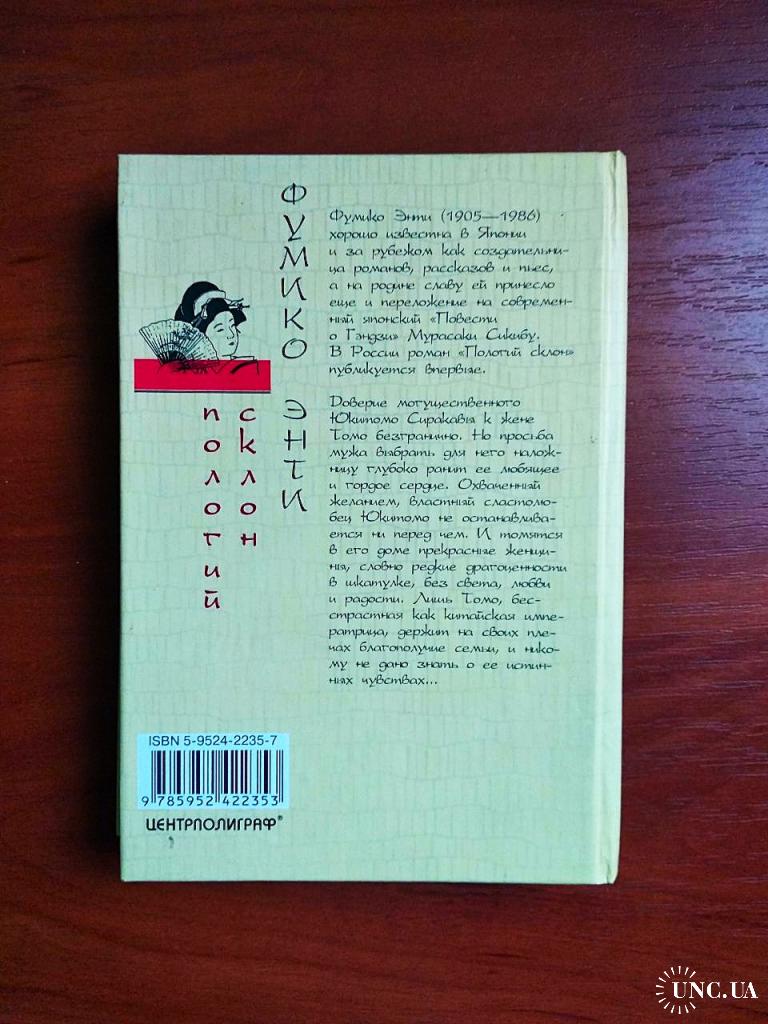 ФУМИКО ЭНТИ
пологий
склон
Фумико Энти (1905—1986)
хорошо известна в Японии
и за рубежом как создательни-
ца романов, рассказов и пьес,
а на родине славу ей принесло
еще и переложение на современ-
ный японский «Повести
о Гэндзи» Мурасаки Сикибу.
В России роман «Пологий склон»
публикуется впервые.
Доверие могущественного
Юкитомо Сиракавы к жене
Томо безгранично. Но просьба
мужа выбрать для него налож-
ницу глубоко ранит ее любящее
и гордое сердце. Охваченный
желанием, властный сластолю-
бец Юкитомо не останавлива-
ется ни перед чем. И томятся
в его доме прекрасные женщи-
ны, словно редкие драгоценности
в шкатулке, без света, любви
и радости. Лишь Томо, бес-
страстная как китайская импе-
ратрица, держит на своих пле-
чах благополучие семьи, и нико-
му не дано знать о ее истин-
ных чувствах...
ISBN 5-9524-2235-7
9 785952 422353
ЦЕНТРПОЛИГРАФ®
UNC.UA